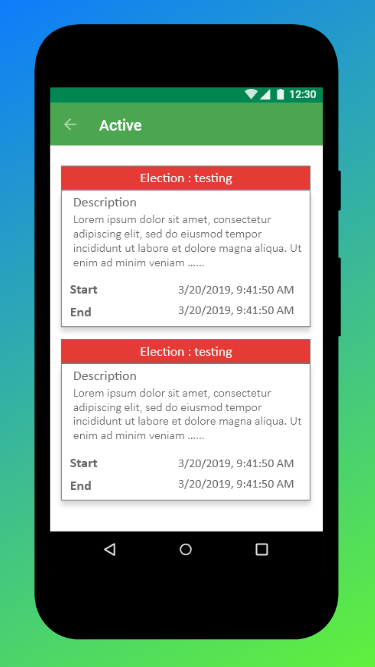 12:30
Active
Election : testing
Description
Lorem ipsum dolor sit amet, consectetur
adipiscing elit, sed do eiusmod tempor
incididunt ut labore et dolore magna aliqua. Ut
enim ad minim veniam ......
Start 3/20/2019, 9:41:50 AM
End 3/20/2019, 9:41:50 AM
Election : testing
Description
Lorem ipsum dolor sit amet, consectetur
adipiscing elit, sed do eiusmod tempor
incididunt ut labore et dolore magna aliqua. Ut
enim ad minim veniam ......
Start 3/20/2019, 9:41:50 AM
End 3/20/2019, 9:41:50 AM